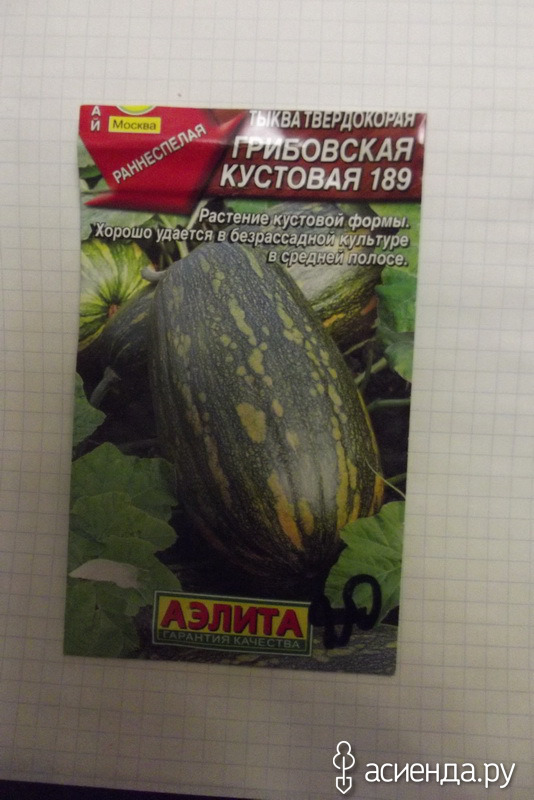 А
Й
Москва
РАННЕСПЕЛАЯ
ТЫКВА ТВЕРДОКОРАЯ
ГРИБОВСКАЯ
КУСТОВАЯ 189
Растение кустовой формы.
Хорошо удается в безрассадной культуре
в средней полосе.
АЭЛИТА
ГАРАНТИЯ КАЧЕСТВА
асиенда.ру